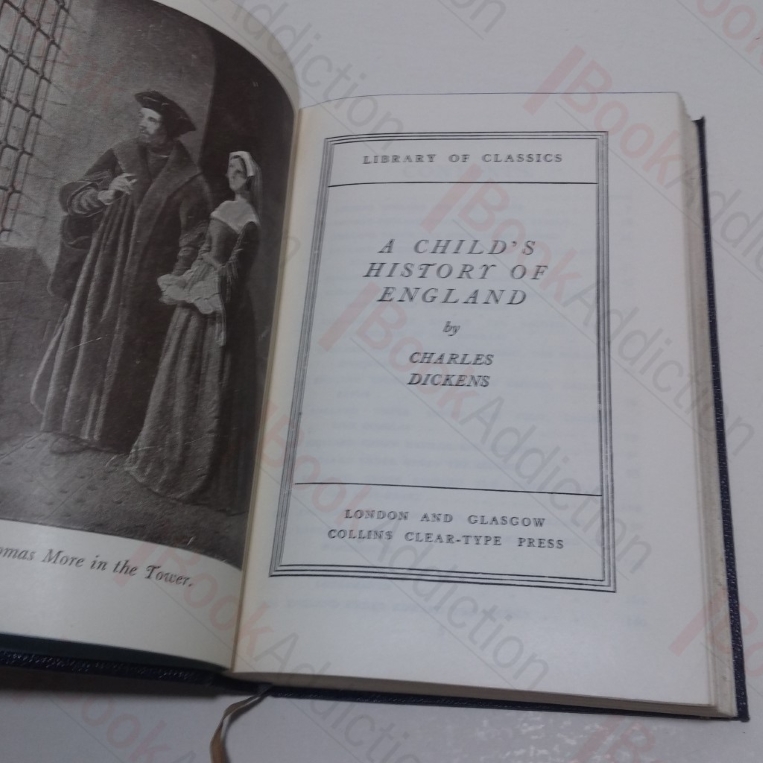 omas More in the Tower.
LIBRARY OF CLASSICS
A CHILD'S
HISTORY OF
ENGLAND
by
CHARLES
DICKENS
LONDON AND GLASGOW
COLLINS CLEAR-TYPE PRESS
BookAddiction